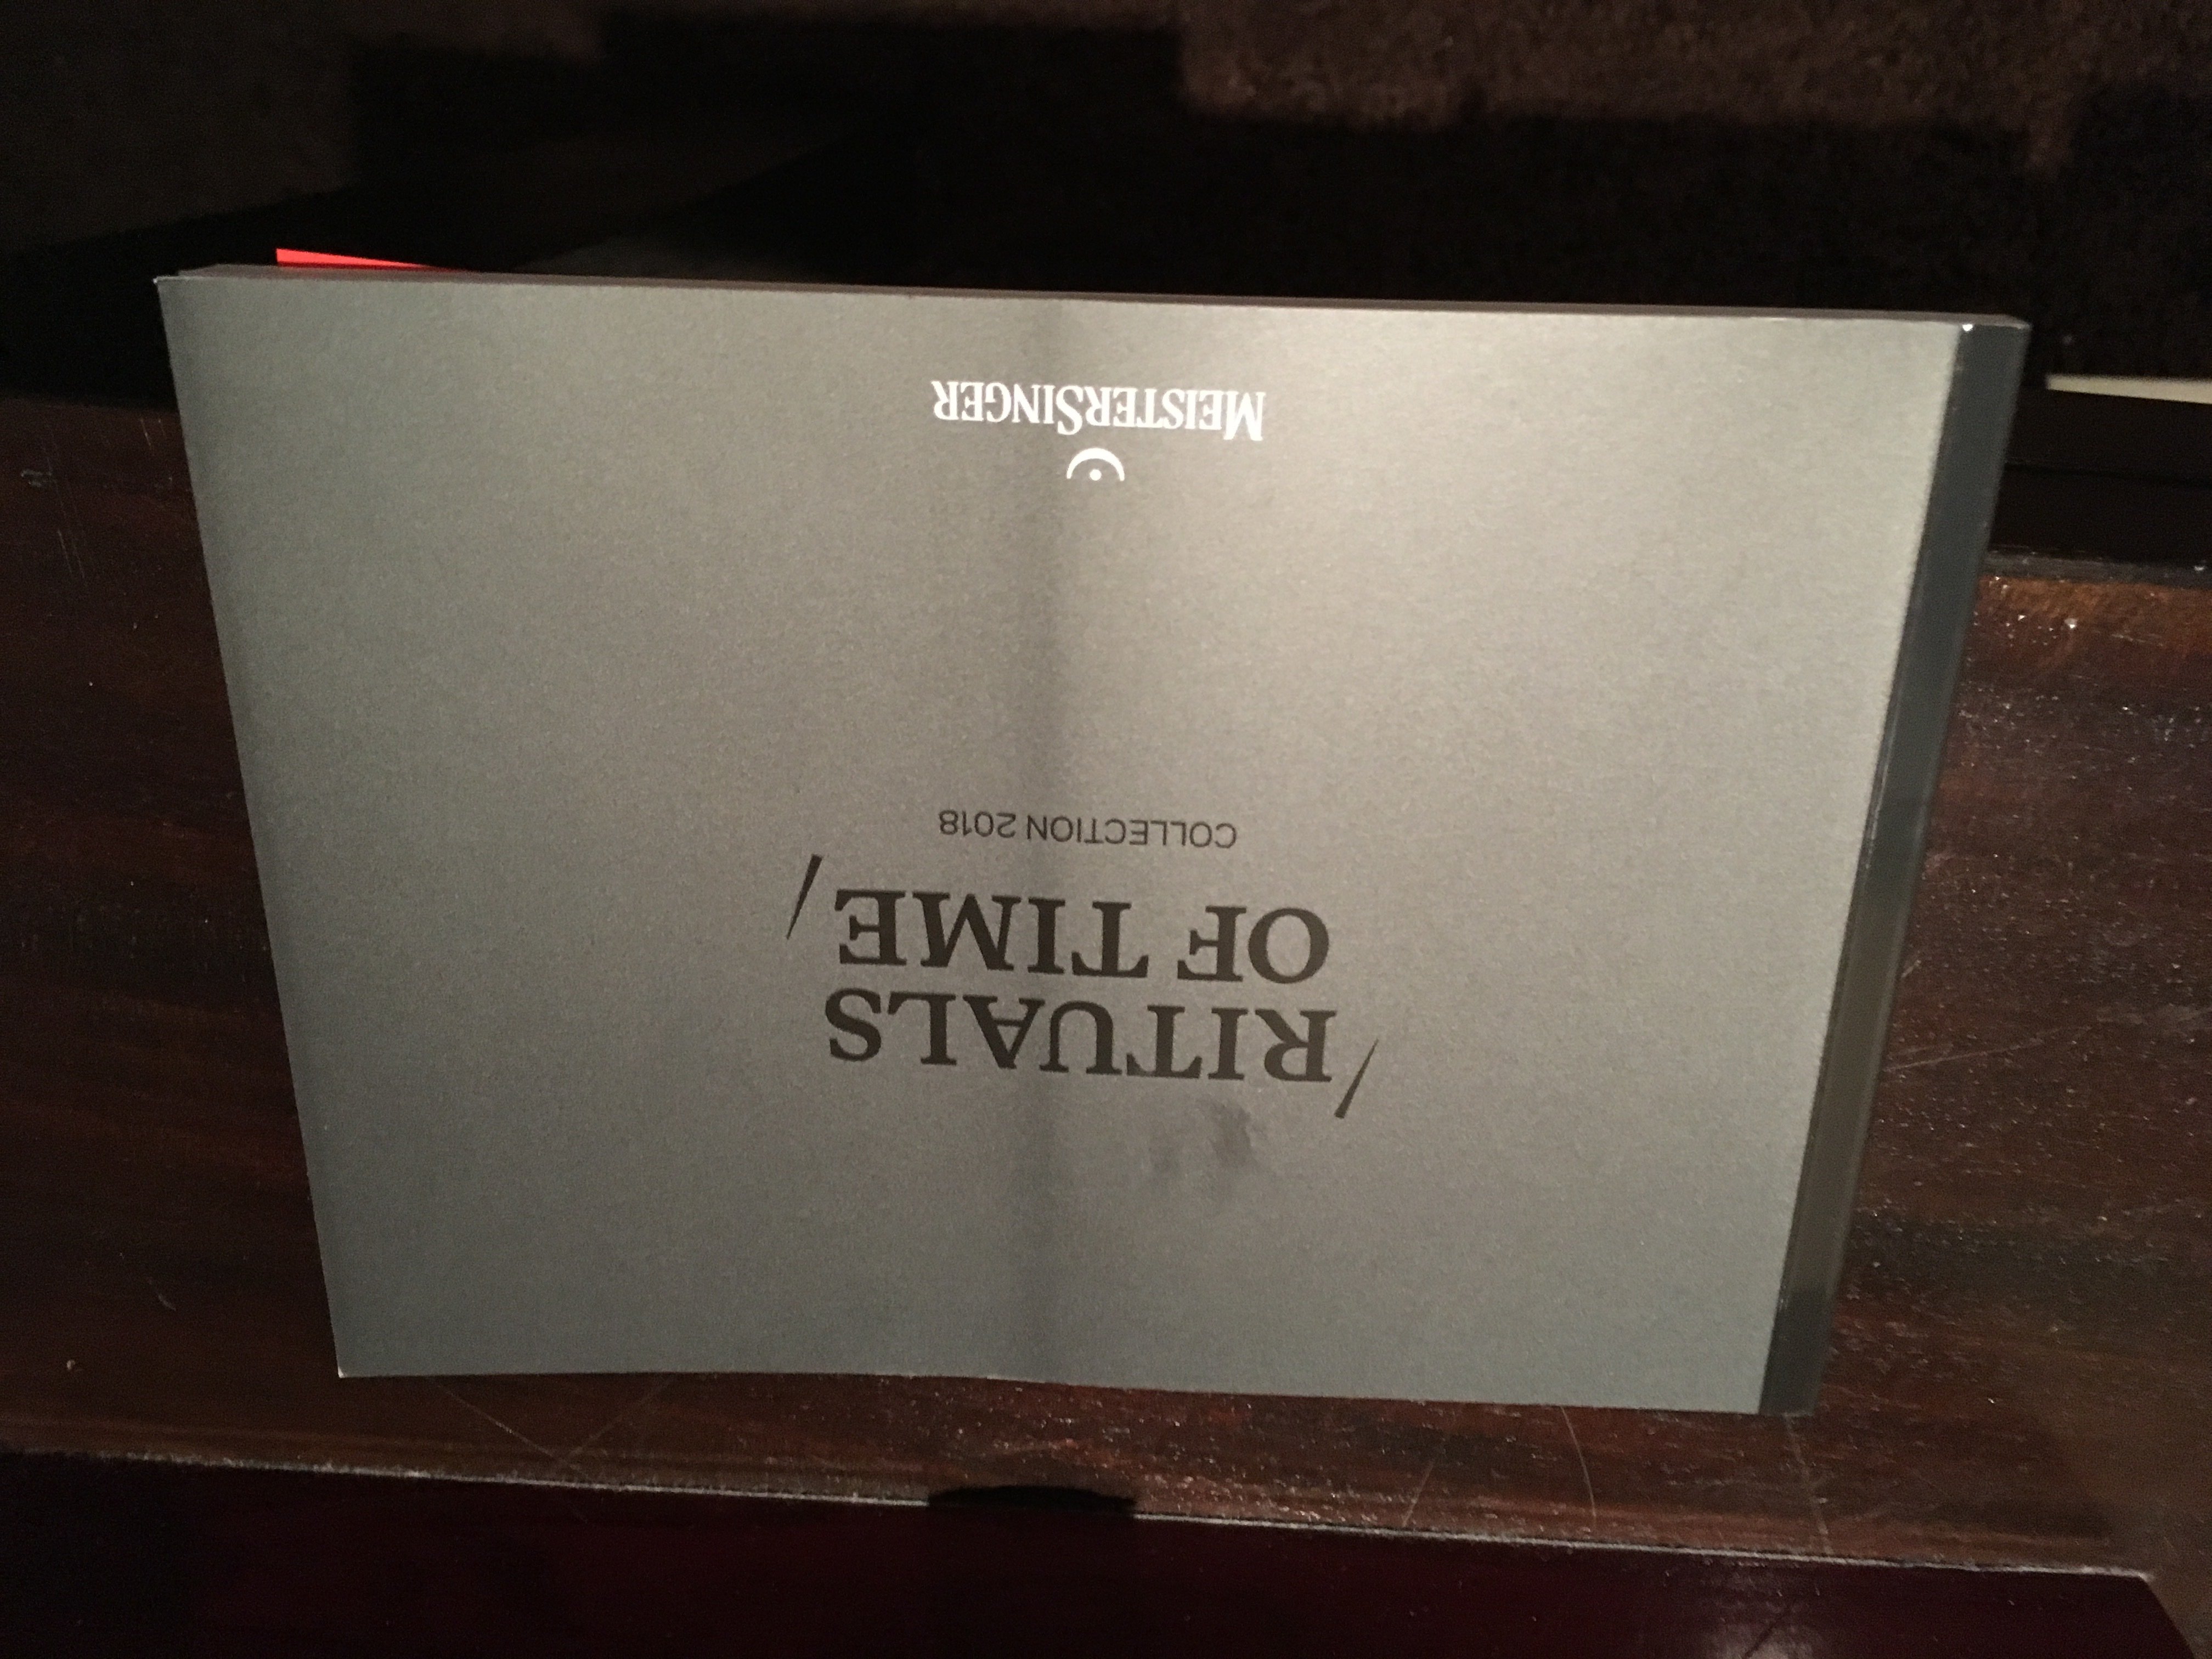 /RITUALS
OF TIME/
COLLECTION 2018
MEISTERSINGER